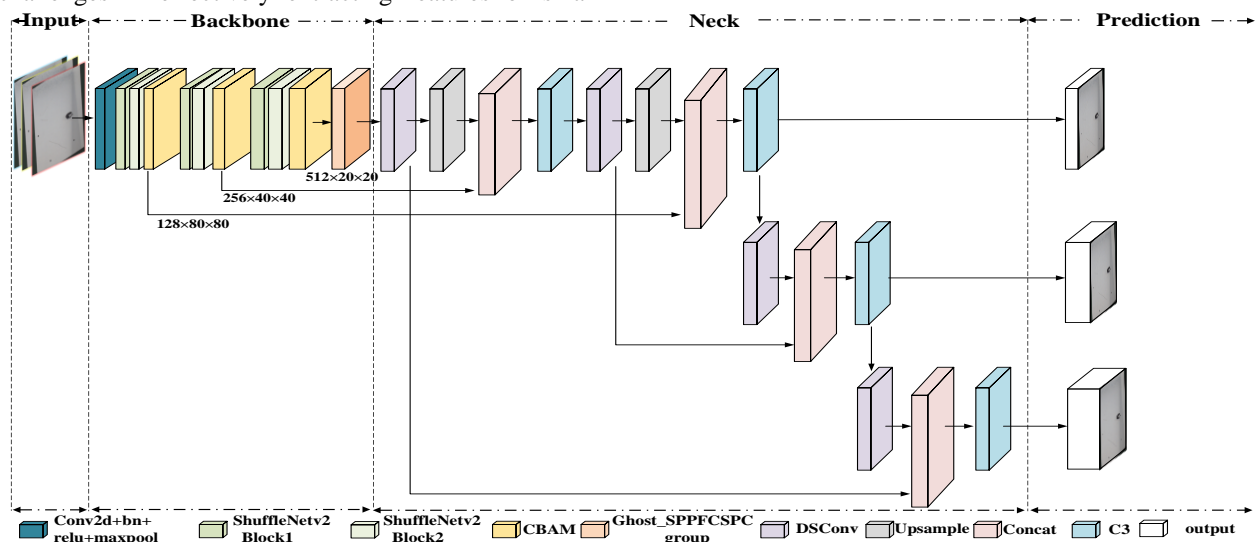 Input
Backbone
Neck
Prediction
512×20×20
256×40×40
128×80×80
Conv2d+bn+
relu+maxpool
ShuffleNetv2
Block1
ShuffleNetv2
Block2
CBAM
Ghost_SPPFCSPC
group
DSConv
Upsample
Concat
C3
output